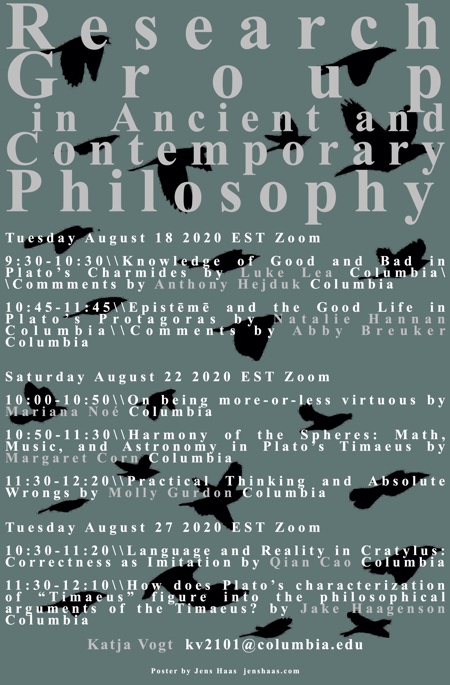 Research
Group
in Ancient and
Contemporary
Philosophy
Tuesday August 18 2020 EST Zoom
9:30-10:30\\Knowledge of Good and Bad in
Plato's Charmides by Luke Lea Columbia\
\Commments by Anthony Hejduk Columbia
10:45-11:45\\Epistēmē and the Good Life in
Plato's Protagoras by Natalie Hannan
Columbia\\Comments by Abby Breuker
Columbia
Saturday August 22 2020 EST Zoom
10:00-10:50\\On being more-or-less virtuous by
Mariana Noé Columbia
10:50-11:30\\Harmony of the Spheres: Math,
Music, and Astronomy in Plato's Timaeus by
Margaret Corn Columbia
11:30-12:20\\Practical Thinking and Absolute
Wrongs by Molly Gurdon Columbia
Tuesday August 27 2020 EST Zoom
10:30-11:20\\Language and Reality in Cratylus:
Correctness as Imitation by Qian Cao Columbia
11:30-12:10\\How does Plato's characterization
of "Timaeus" figure into the philosophical
arguments of the Timaeus? by Jake Haagenson
Columbia
Katja Vogt kv2101@columbia.edu
Poster by Jens Haas jenshaas.com